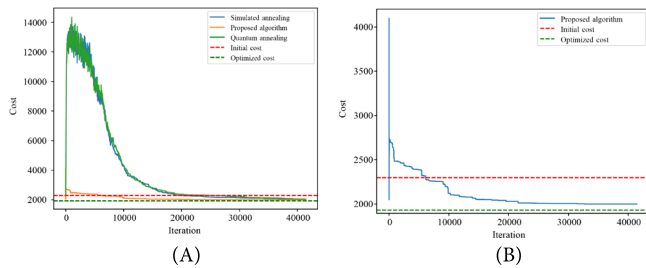 14000
12000
10000
8000
6000
4000
2000
Cost
0
10000
20000
30000
40000
Iteration
Simulated annealing
Proposed algorithm
Quantum annealing
Initial cost
Optimized cost
(A)
4000
3500
3000
2500
2000
Cost
0
10000
20000
30000
40000
Iteration
Proposed algorithm
Initial cost
Optimized cost
(B)